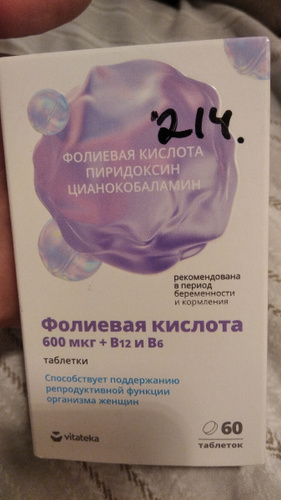 214.
ФОЛИЕВАЯ КИСЛОТА
ПИРИДОКСИН
ЦИАНОКОБАЛАМИН
рекомендована
в период
беременности
и кормления
Фолиевая кислота
600 мкг + B12 и B6
таблетки
Способствует поддержанию
репродуктивной функции
организма женщин
vitateka
60
таблеток